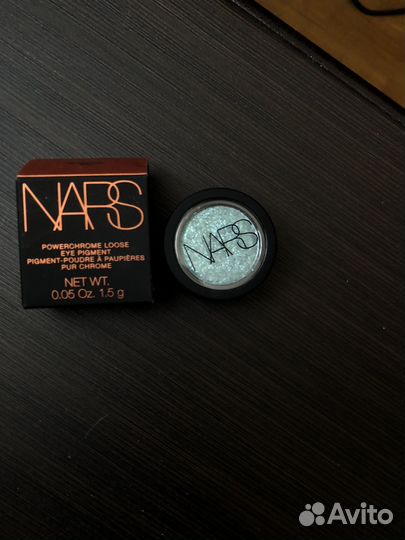 NARS
POWERCHROME LOOSE
EYE PIGMENT
PIGMENT-POUDRE À PAUPIÈRES
PUR CHROME
NET WT.
0.05 Oz. 1.5 g
NARS
Avito